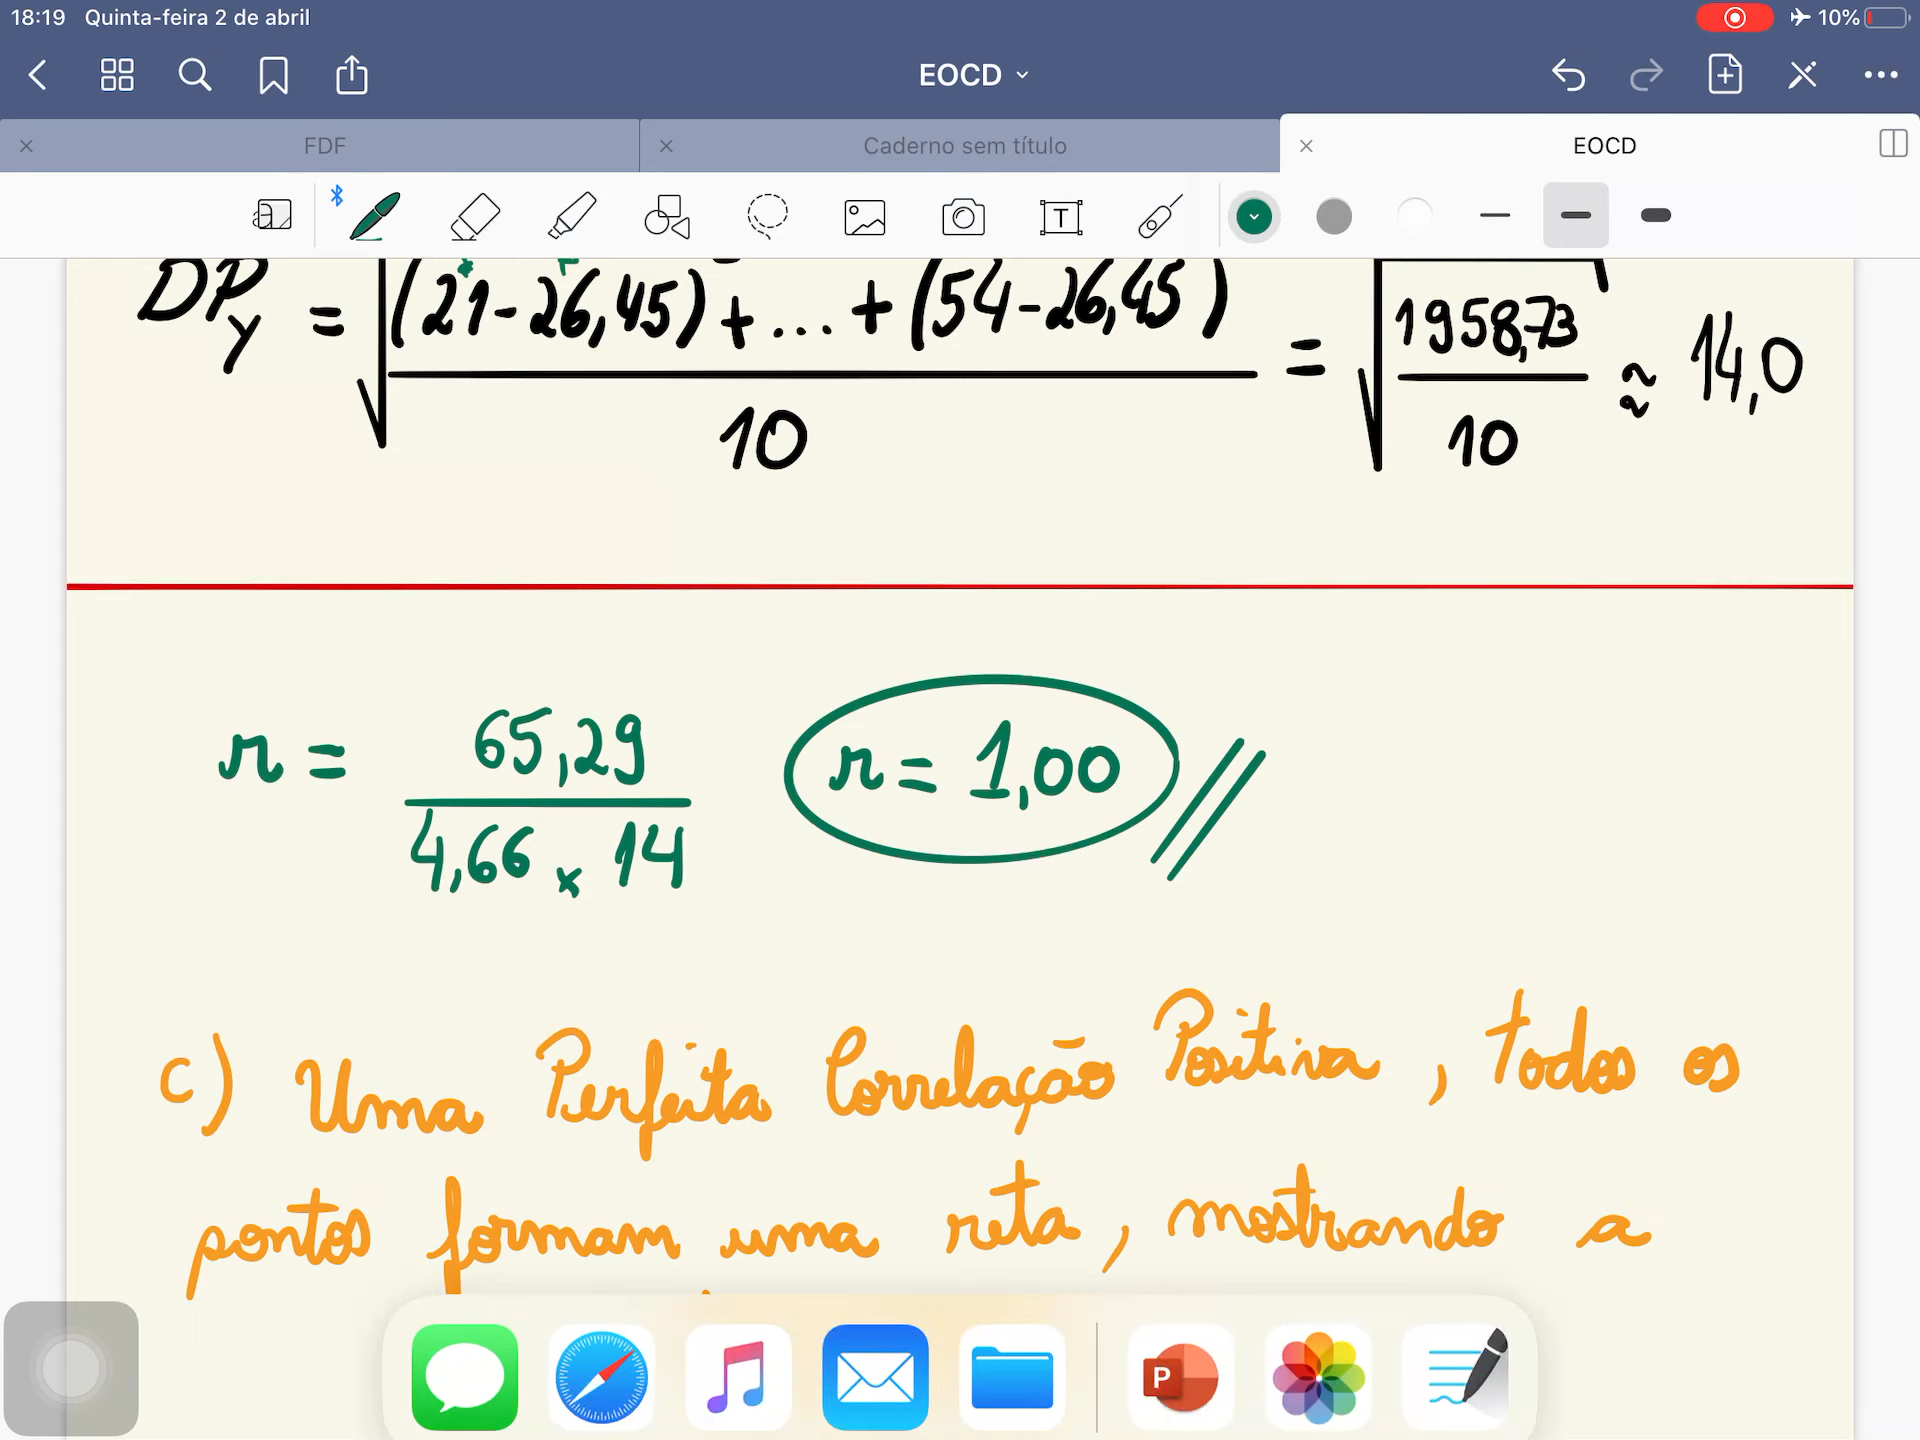 18:19 Quinta-feira 2 de abril 10%
EOCD
FDF Caderno sem título EOCD
DPy = √(21-26,45) + ... + (54-26,45) / 10 = √1958,73 / 10 ≈ 14,0
r = 65,29 / 4,66 x 14 r = 1,00 //
c) Uma Perfeita Correlação Positiva, todos os
pontos formam uma reta, mostrando a